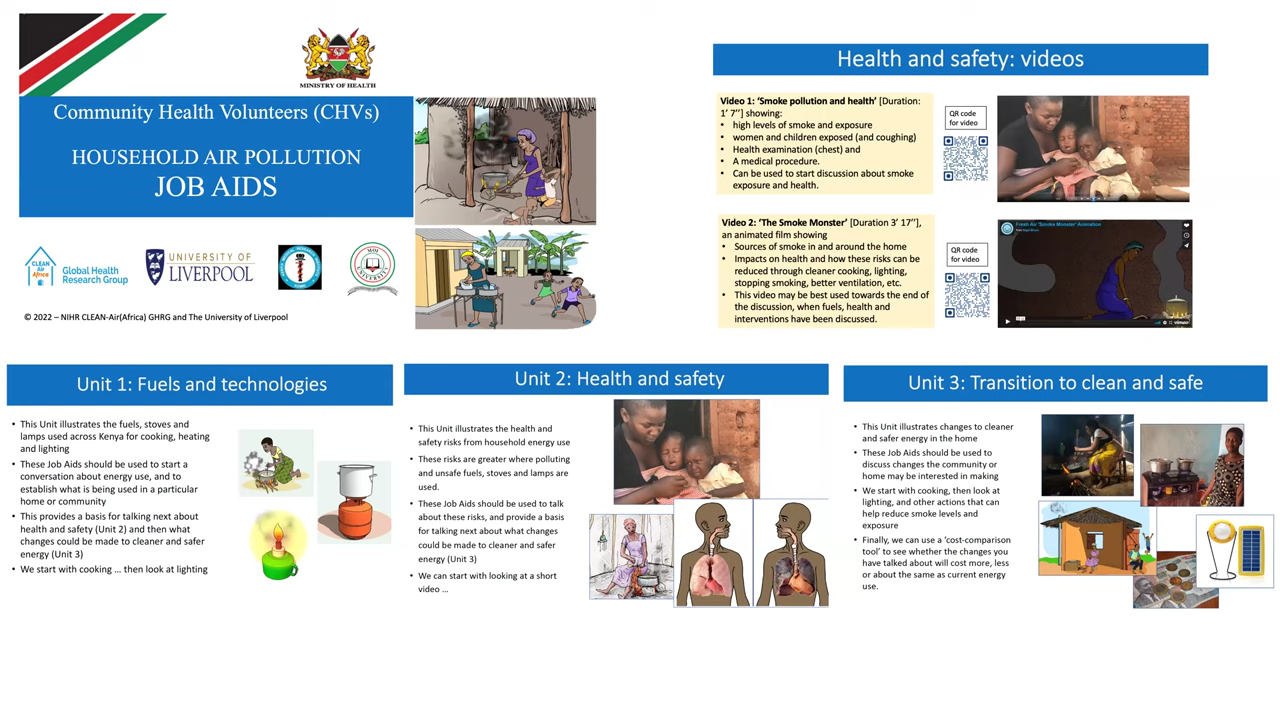 MINISTRY OF HEALTH
Community Health Volunteers (CHVs)
HOUSEHOLD AIR POLLUTION
JOB AIDS
CLEAN
Air
Africa
Global Health
Research Group
UNIVERSITY OF
LIVERPOOL
MOI
UNIVERSITY
© 2022 – NIHR CLEAN-Air(Africa) GHRG and The University of Liverpool
Health and safety: videos
Video 1: ‘Smoke pollution and health’ [Duration:
1’ 7’’] showing:
• high levels of smoke and exposure
• women and children exposed (and coughing)
• Health examination (chest) and
• A medical procedure.
• Can be used to start discussion about smoke
exposure and health.
QR code
for video
Video 2: ‘The Smoke Monster’ [Duration 3’ 17’’],
an animated film showing
• Sources of smoke in and around the home
• Impacts on health and how these risks can be
reduced through cleaner cooking, lighting,
stopping smoking, better ventilation, etc.
• This video may be best used towards the end of
the discussion, when fuels, health and
interventions have been discussed.
QR code
for video
Fresh Air 'Smoke Monster' Animation
vimeo
Unit 1: Fuels and technologies
• This Unit illustrates the fuels, stoves and
lamps used across Kenya for cooking, heating
and lighting
• These Job Aids should be used to start a
conversation about energy use, and to
establish what is being used in a particular
home or community
• This provides a basis for talking next about
health and safety (Unit 2) and then what
changes could be made to cleaner and safer
energy (Unit 3)
• We start with cooking … then look at lighting
Unit 2: Health and safety
• This Unit illustrates the health and
safety risks from household energy use
• These risks are greater where polluting
and unsafe fuels, stoves and lamps are
used.
• These Job Aids should be used to talk
about these risks, and provide a basis
for talking next about what changes
could be made to cleaner and safer
energy (Unit 3)
• We can start with looking at a short
video …
Unit 3: Transition to clean and safe
• This Unit illustrates changes to cleaner
and safer energy in the home
• These Job Aids should be used to
discuss changes the community or
home may be interested in making
• We start with cooking, then look at
lighting, and other actions that can
help reduce smoke levels and
exposure
• Finally, we can use a ‘cost-comparison
tool’ to see whether the changes you
have talked about will cost more, less
or about the same as current energy
use.